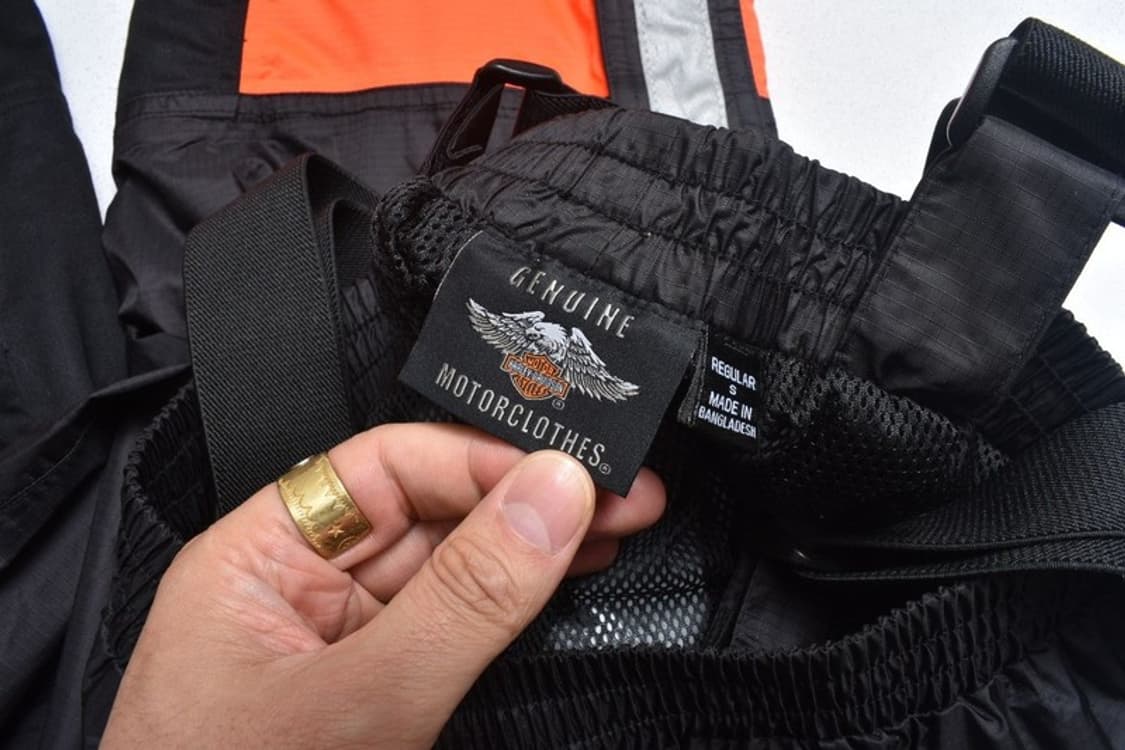 GENUINE
MOTORCLOTHES®
REGULAR
S
MADE IN
BANGLADESH